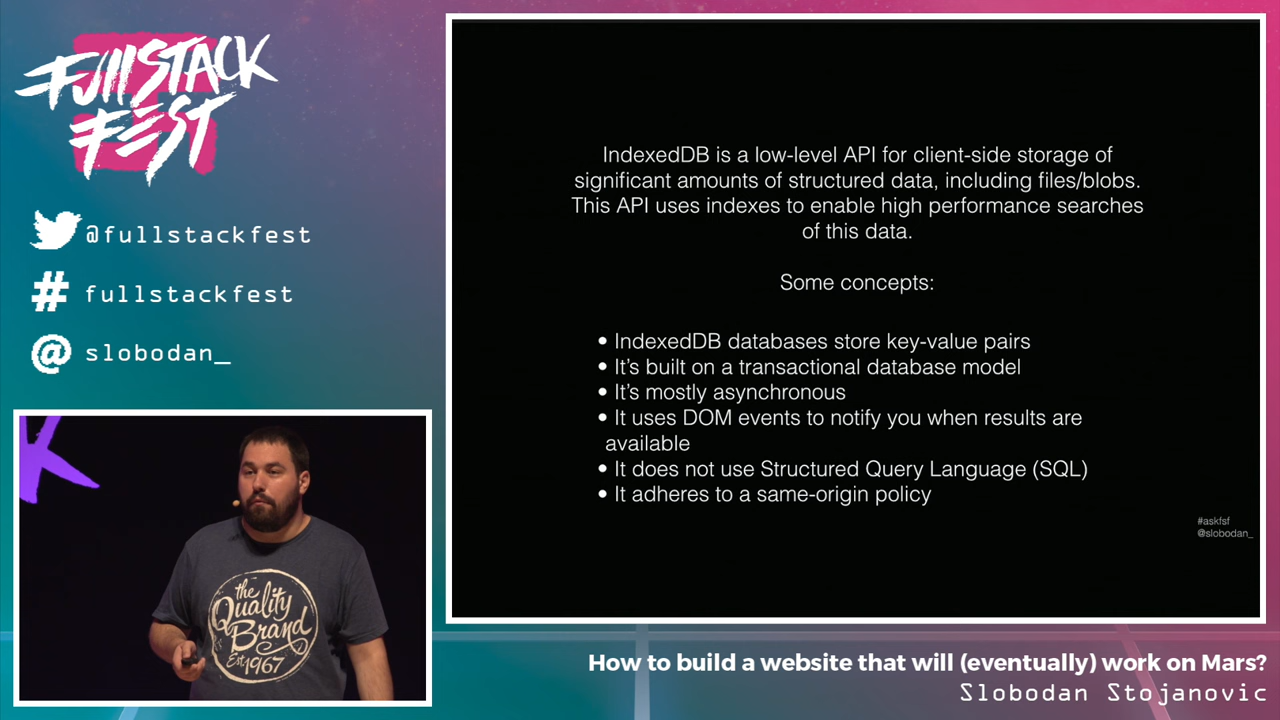 FullSTACK
FEST
@fullstackfest
# fullstackfest
@ slobodan_
K
the
Quality
Brand
Est.1967
IndexedDB is a low-level API for client-side storage of
significant amounts of structured data, including files/blobs.
This API uses indexes to enable high performance searches
of this data.
Some concepts:
• IndexedDB databases store key-value pairs
• It’s built on a transactional database model
• It’s mostly asynchronous
• It uses DOM events to notify you when results are
available
• It does not use Structured Query Language (SQL)
• It adheres to a same-origin policy
#askfsf
@slobodan_
How to build a website that will (eventually) work on Mars?
Slobodan Stojanovic